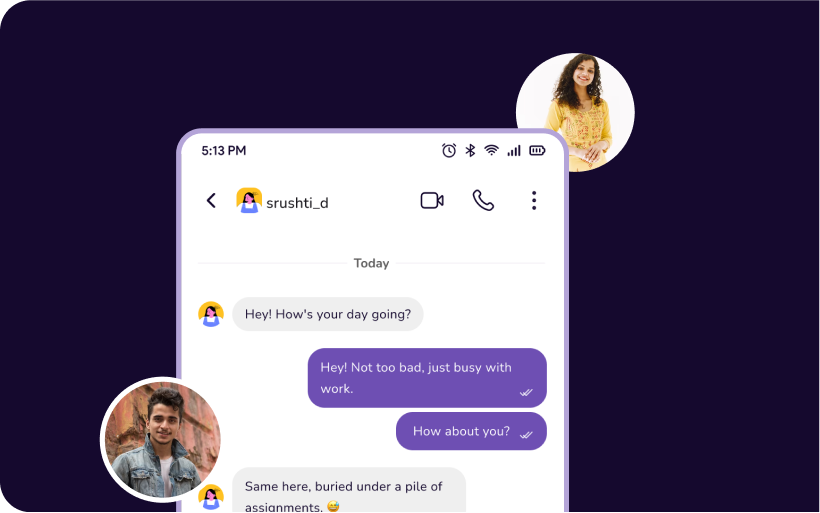 5:13 PM
srushti_d
Today
Hey! How's your day going?
Hey! Not too bad, just busy with
work.
How about you?
Same here, buried under a pile of
assignments. 😅